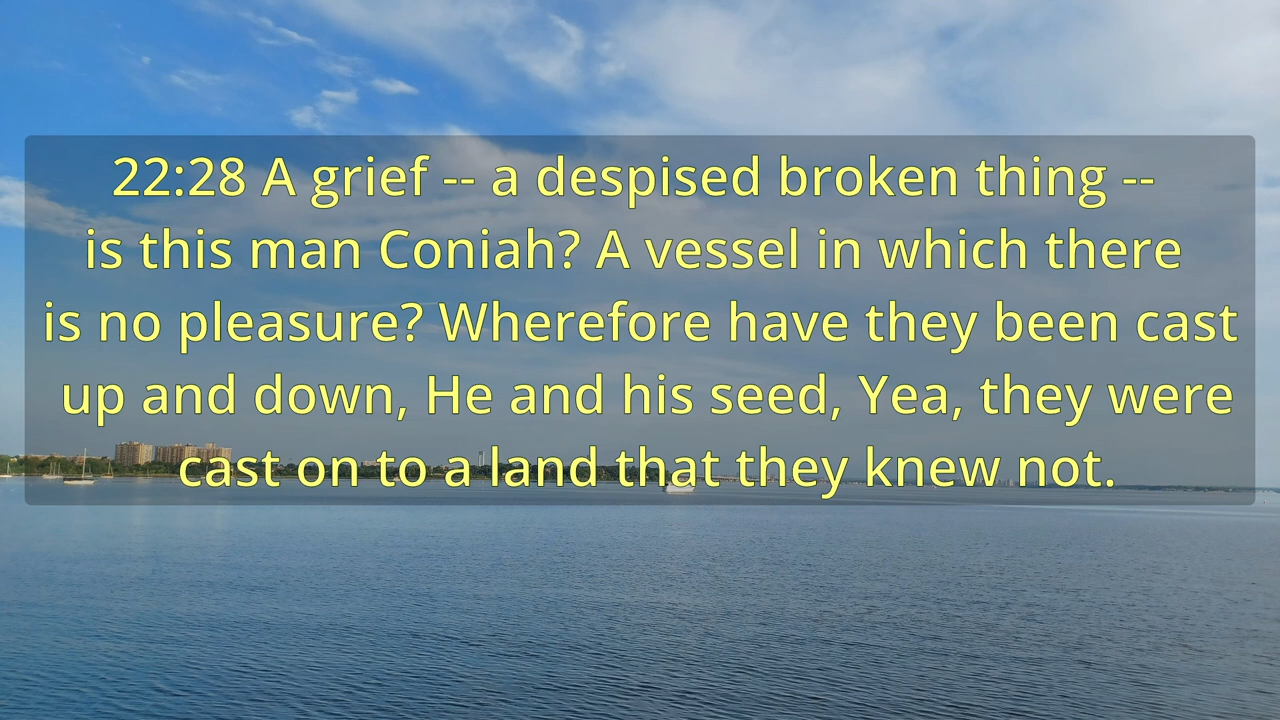 22:28 A grief -- a despised broken thing --
is this man Coniah? A vessel in which there
is no pleasure? Wherefore have they been cast
up and down, He and his seed, Yea, they were
cast on to a land that they knew not.